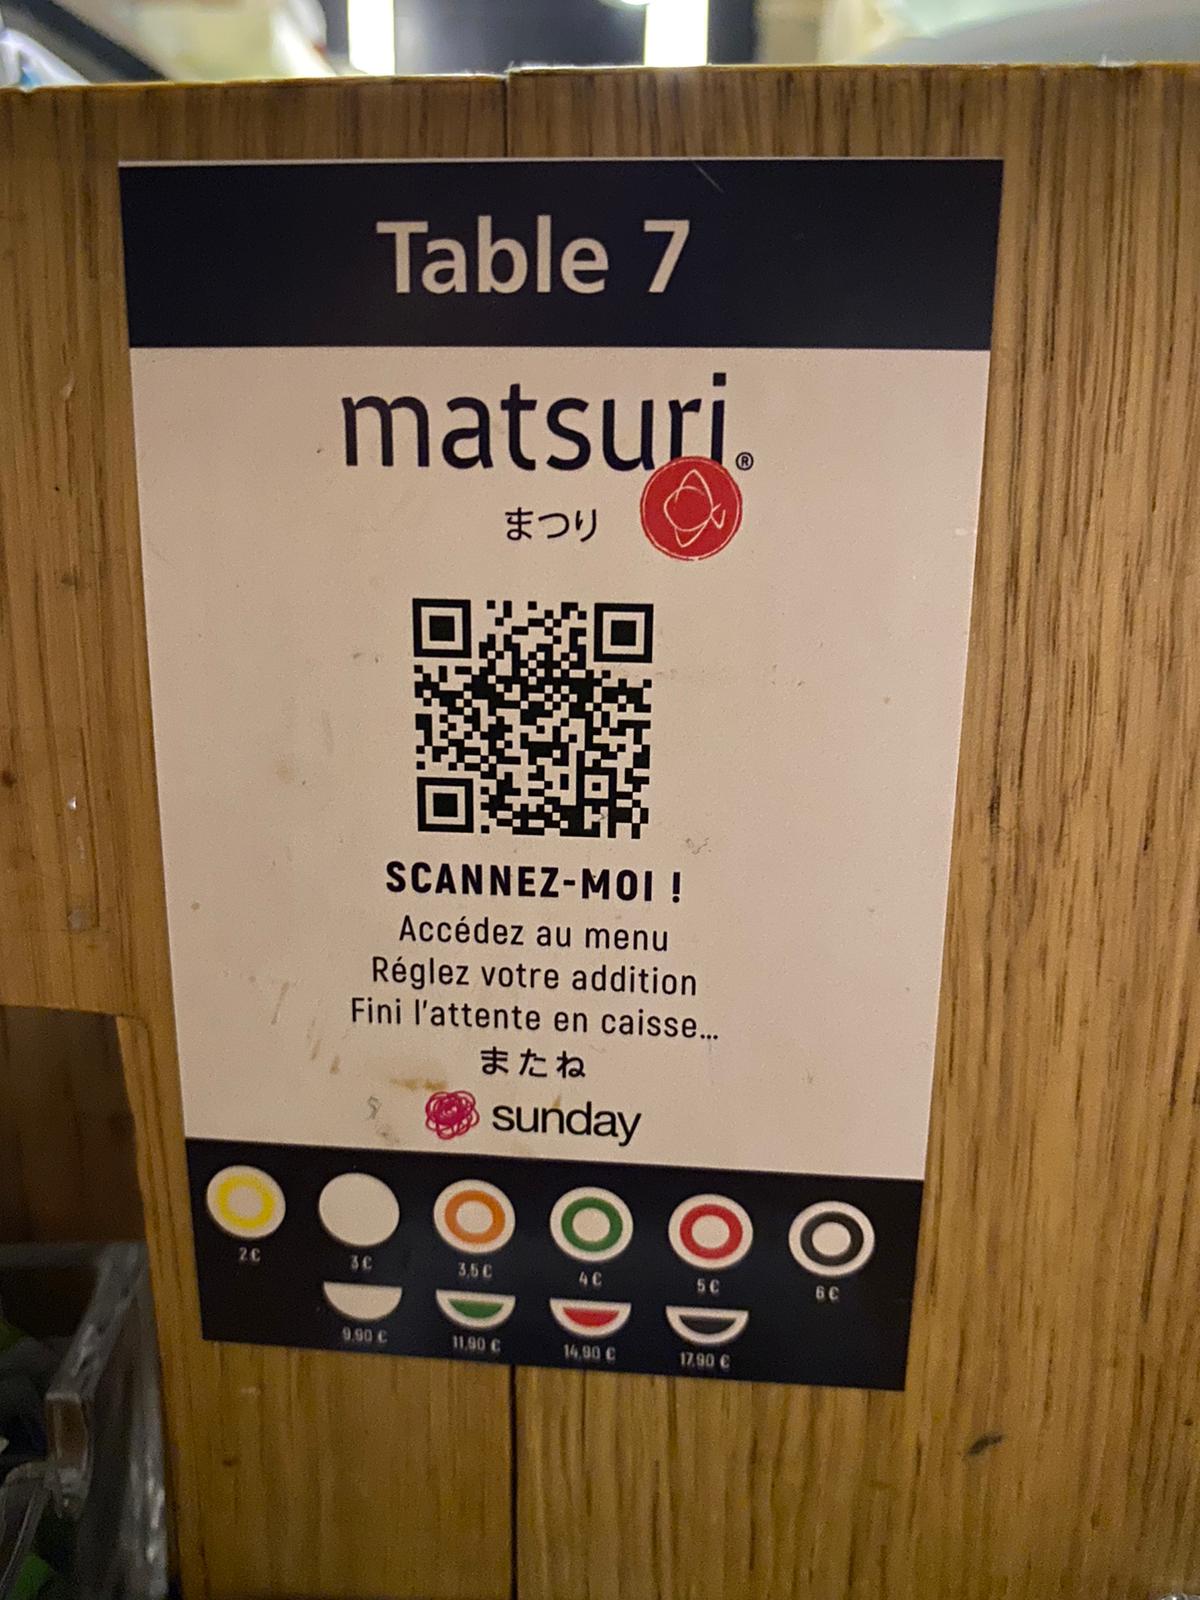 Table 7
matsuri®
まつり
SCANNEZ-MOI !
Accédez au menu
Réglez votre addition
Fini l'attente en caisse...
またね
sunday
2 € 3 € 3,5 € 4 € 5 € 6 €
9,90 € 11,90 € 14,90 € 17,90 €